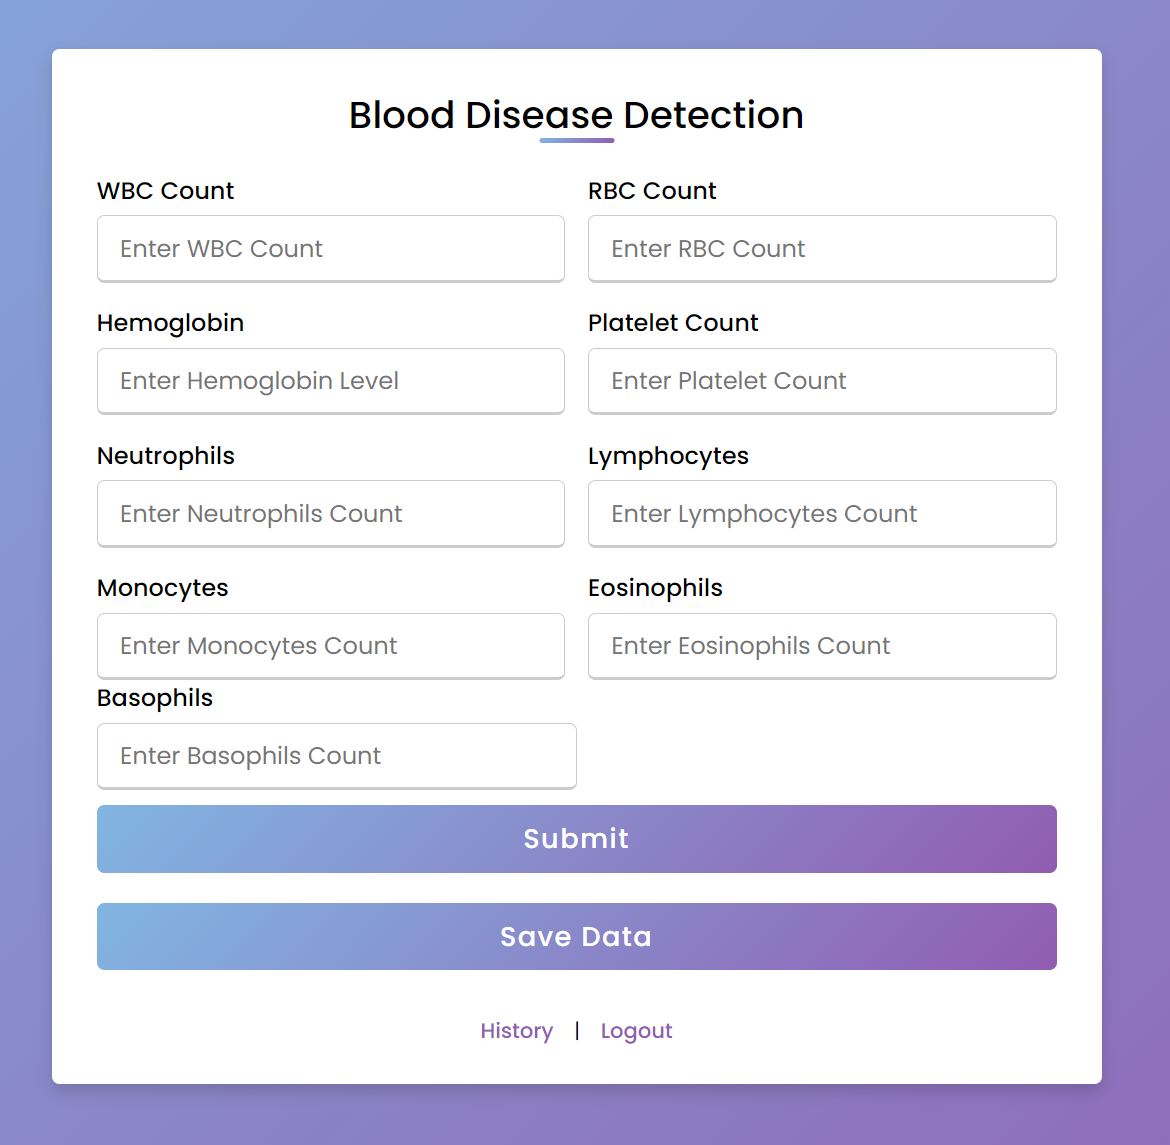 Blood Disease Detection
WBC Count
RBC Count
Enter WBC Count
Enter RBC Count
Hemoglobin
Platelet Count
Enter Hemoglobin Level
Enter Platelet Count
Neutrophils
Lymphocytes
Enter Neutrophils Count
Enter Lymphocytes Count
Monocytes
Eosinophils
Enter Monocytes Count
Enter Eosinophils Count
Basophils
Enter Basophils Count
Submit
Save Data
History | Logout